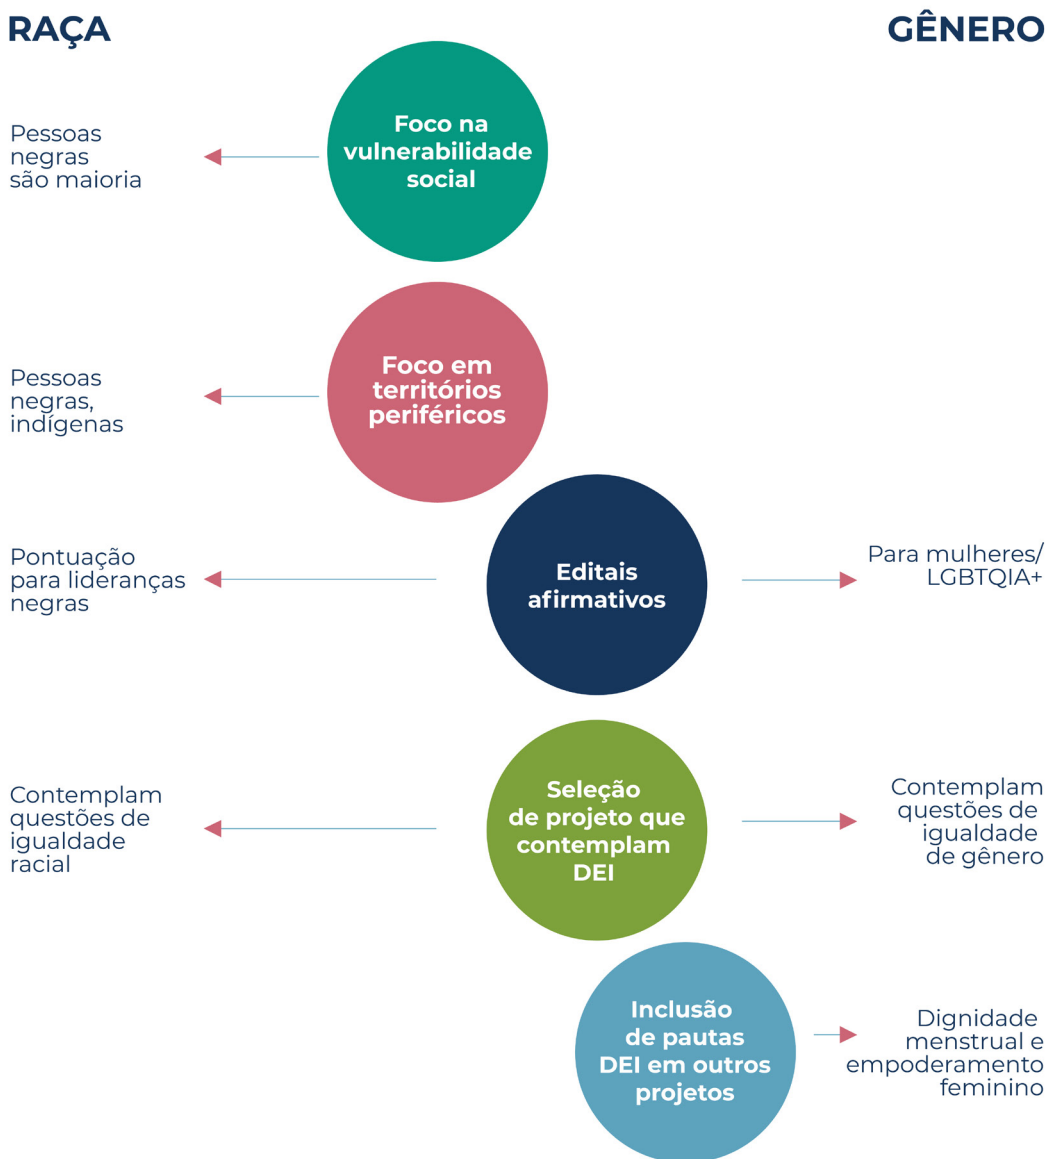 RAÇA
GÊNERO
Foco na
vulnerabilidade
social
Pessoas
negras
são maioria
Foco em
territórios
periféricos
Pessoas
negras,
indígenas
Editais
afirmativos
Pontuação
para lideranças
negras
Para mulheres/
LGBTQIA+
Seleção
de projeto que
contemplam
DEI
Contemplam
questões de
igualdade
racial
Contemplam
questões de
igualdade
de gênero
Inclusão
de pautas
DEI em outros
projetos
Dignidade
menstrual e
empoderamento
feminino